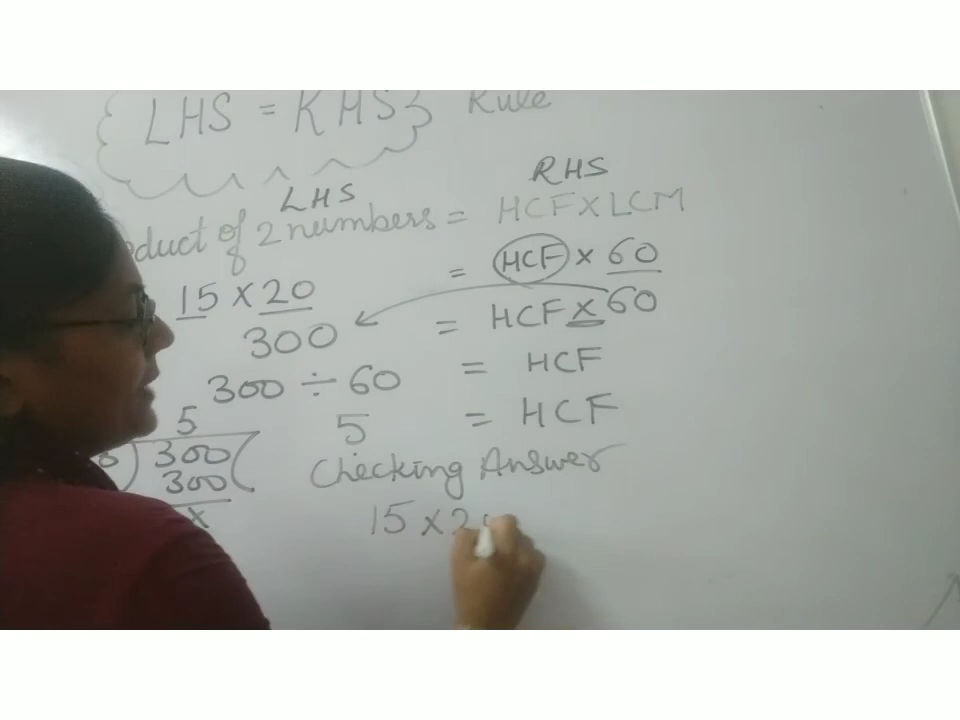 LHS = RHS Rule
LHS RHS
duct of 2 numbers = HCF X LCM
15 X 20 = HCF × 60
300 = HCF × 60
300 ÷ 60 = HCF
5 = HCF
5
300
300
x
Checking Answer
15 × 2